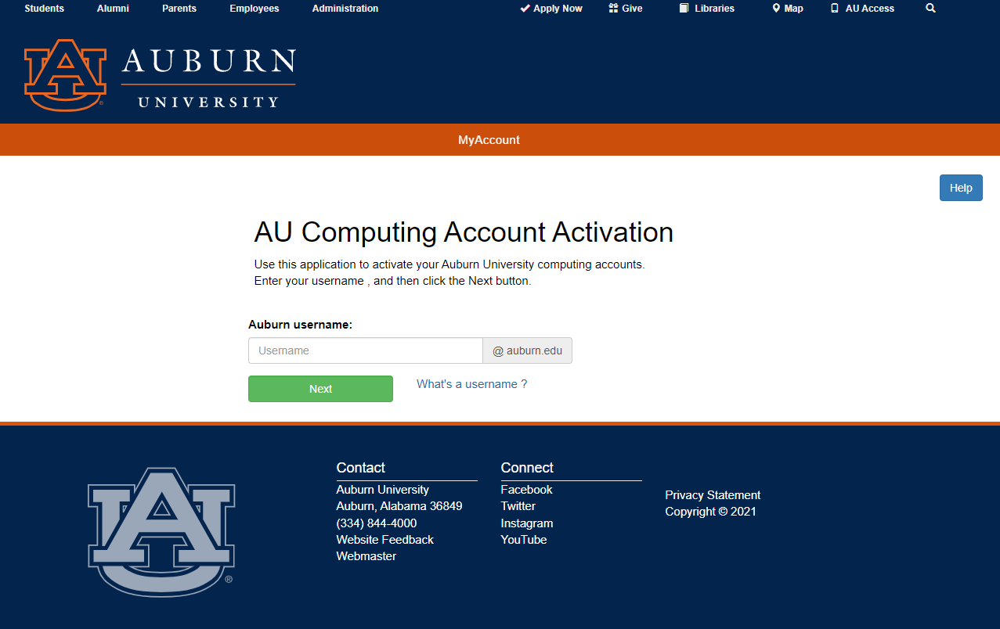 Students Alumni Parents Employees Administration Apply Now Give Libraries Map AU Access
AU ®
AUBURN
UNIVERSITY
MyAccount
Help
AU Computing Account Activation
Use this application to activate your Auburn University computing accounts.
Enter your username , and then click the Next button.
Auburn username:
Username @ auburn.edu
Next What's a username ?
AU ®
Contact
Auburn University
Auburn, Alabama 36849
(334) 844-4000
Website Feedback
Webmaster
Connect
Facebook
Twitter
Instagram
YouTube
Privacy Statement
Copyright © 2021